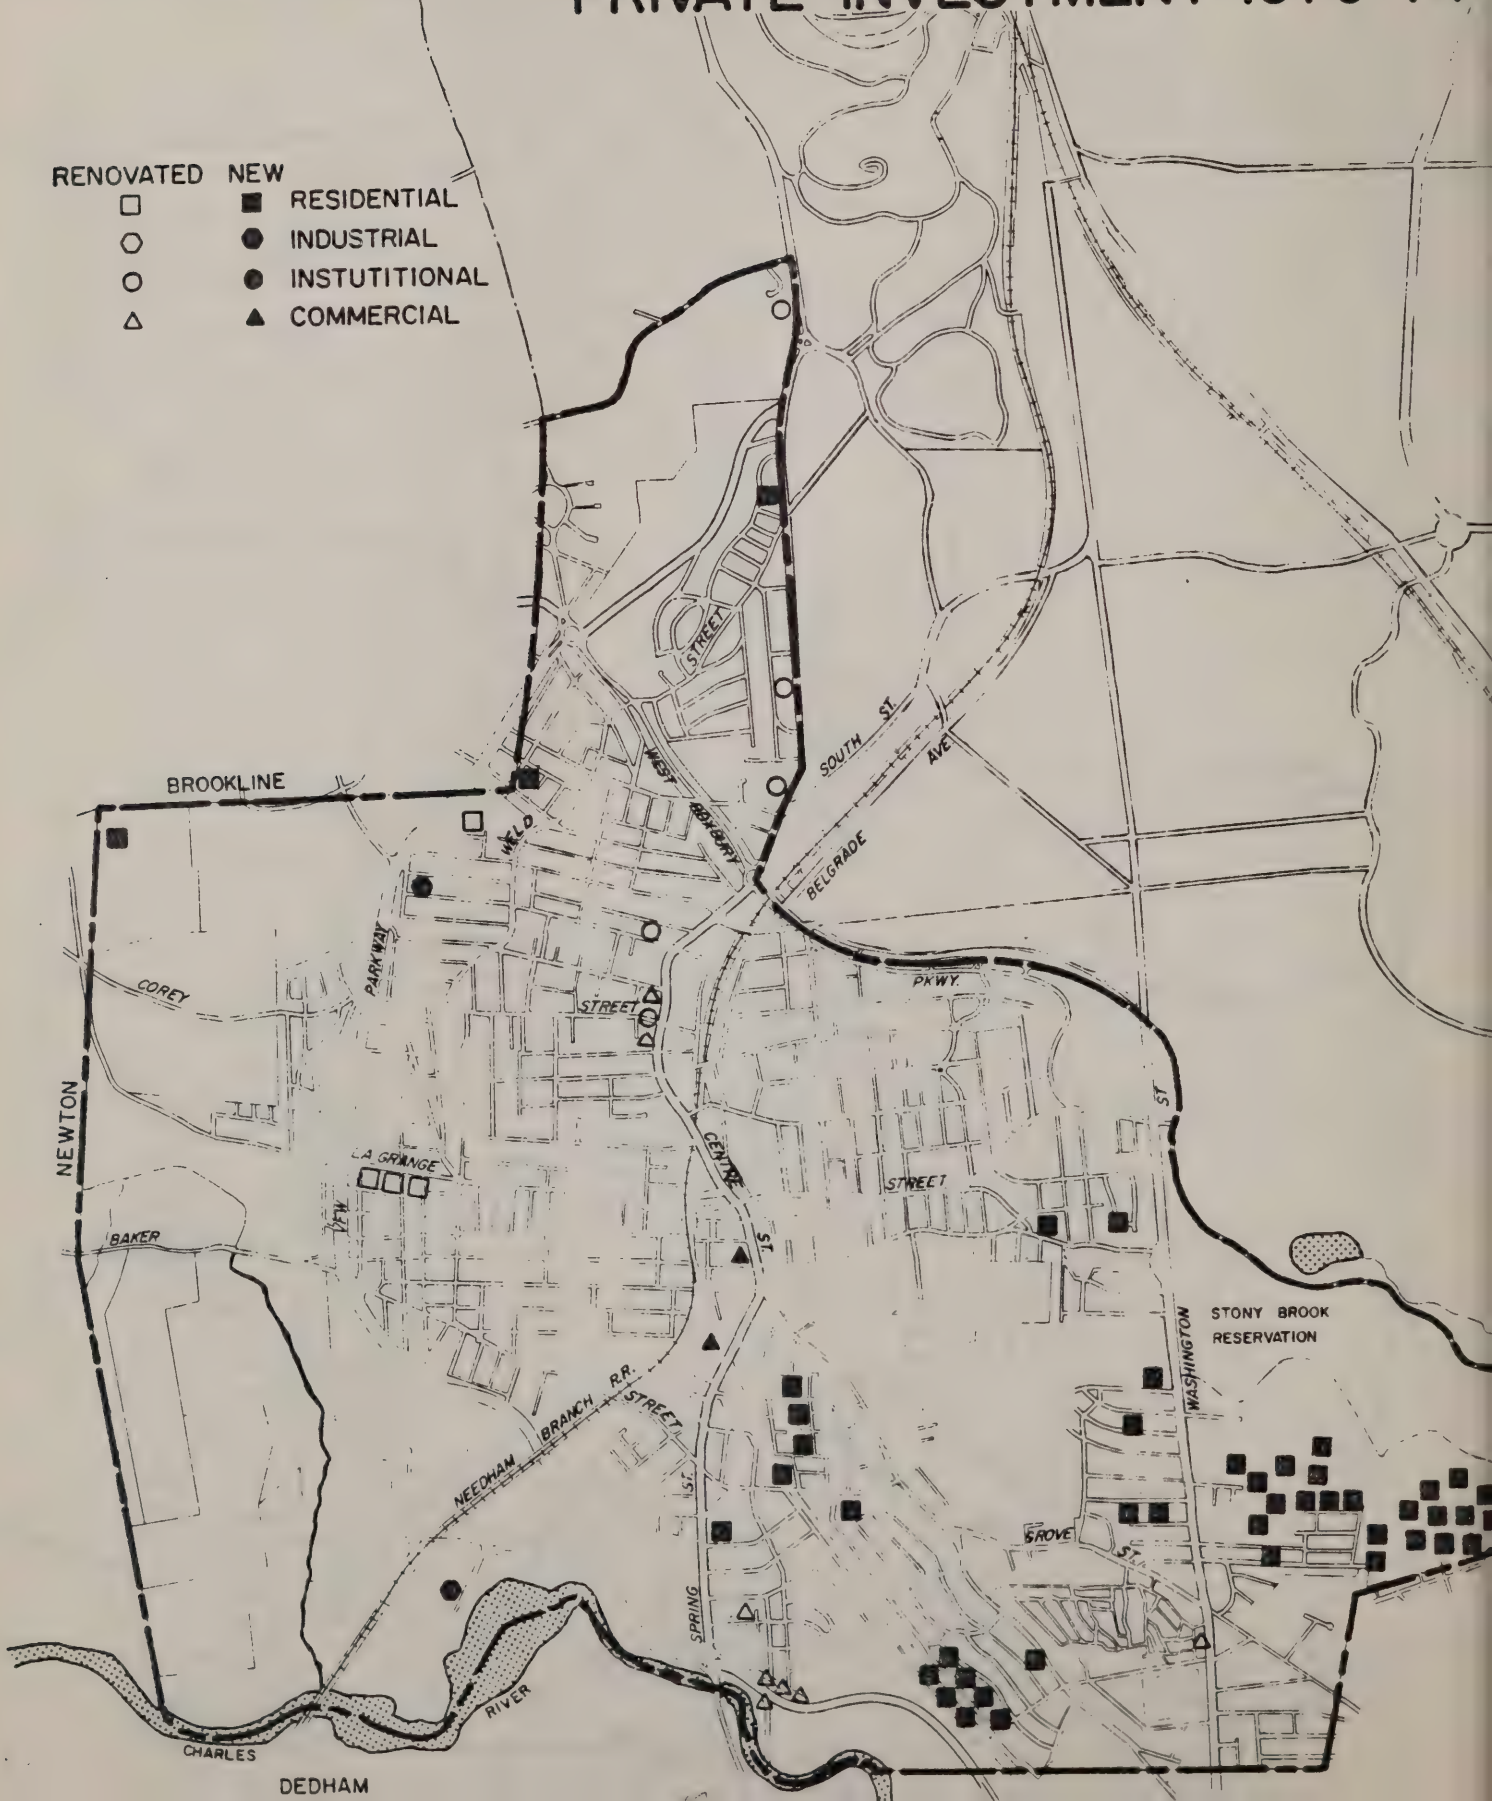 PRIVATE INVESTMENT
RENOVATED NEW
RESIDENTIAL
INDUSTRIAL
INSTUTITIONAL
COMMERCIAL
STREET
SOUTH ST.
WEST ROXBURY
AVE.
BROOKLINE
WELD
BELGRADE
PARKWAY
PKWY.
COREY
STREET
NEWTON
ST
CENTRE ST.
LA GRANGE
STREET
VFW
BAKER
STONY BROOK
RESERVATION
WASHINGTON
NEEDHAM BRANCH R.R.
STREET
ST.
GROVE
ST.
SPRING
RIVER
CHARLES
DEDHAM